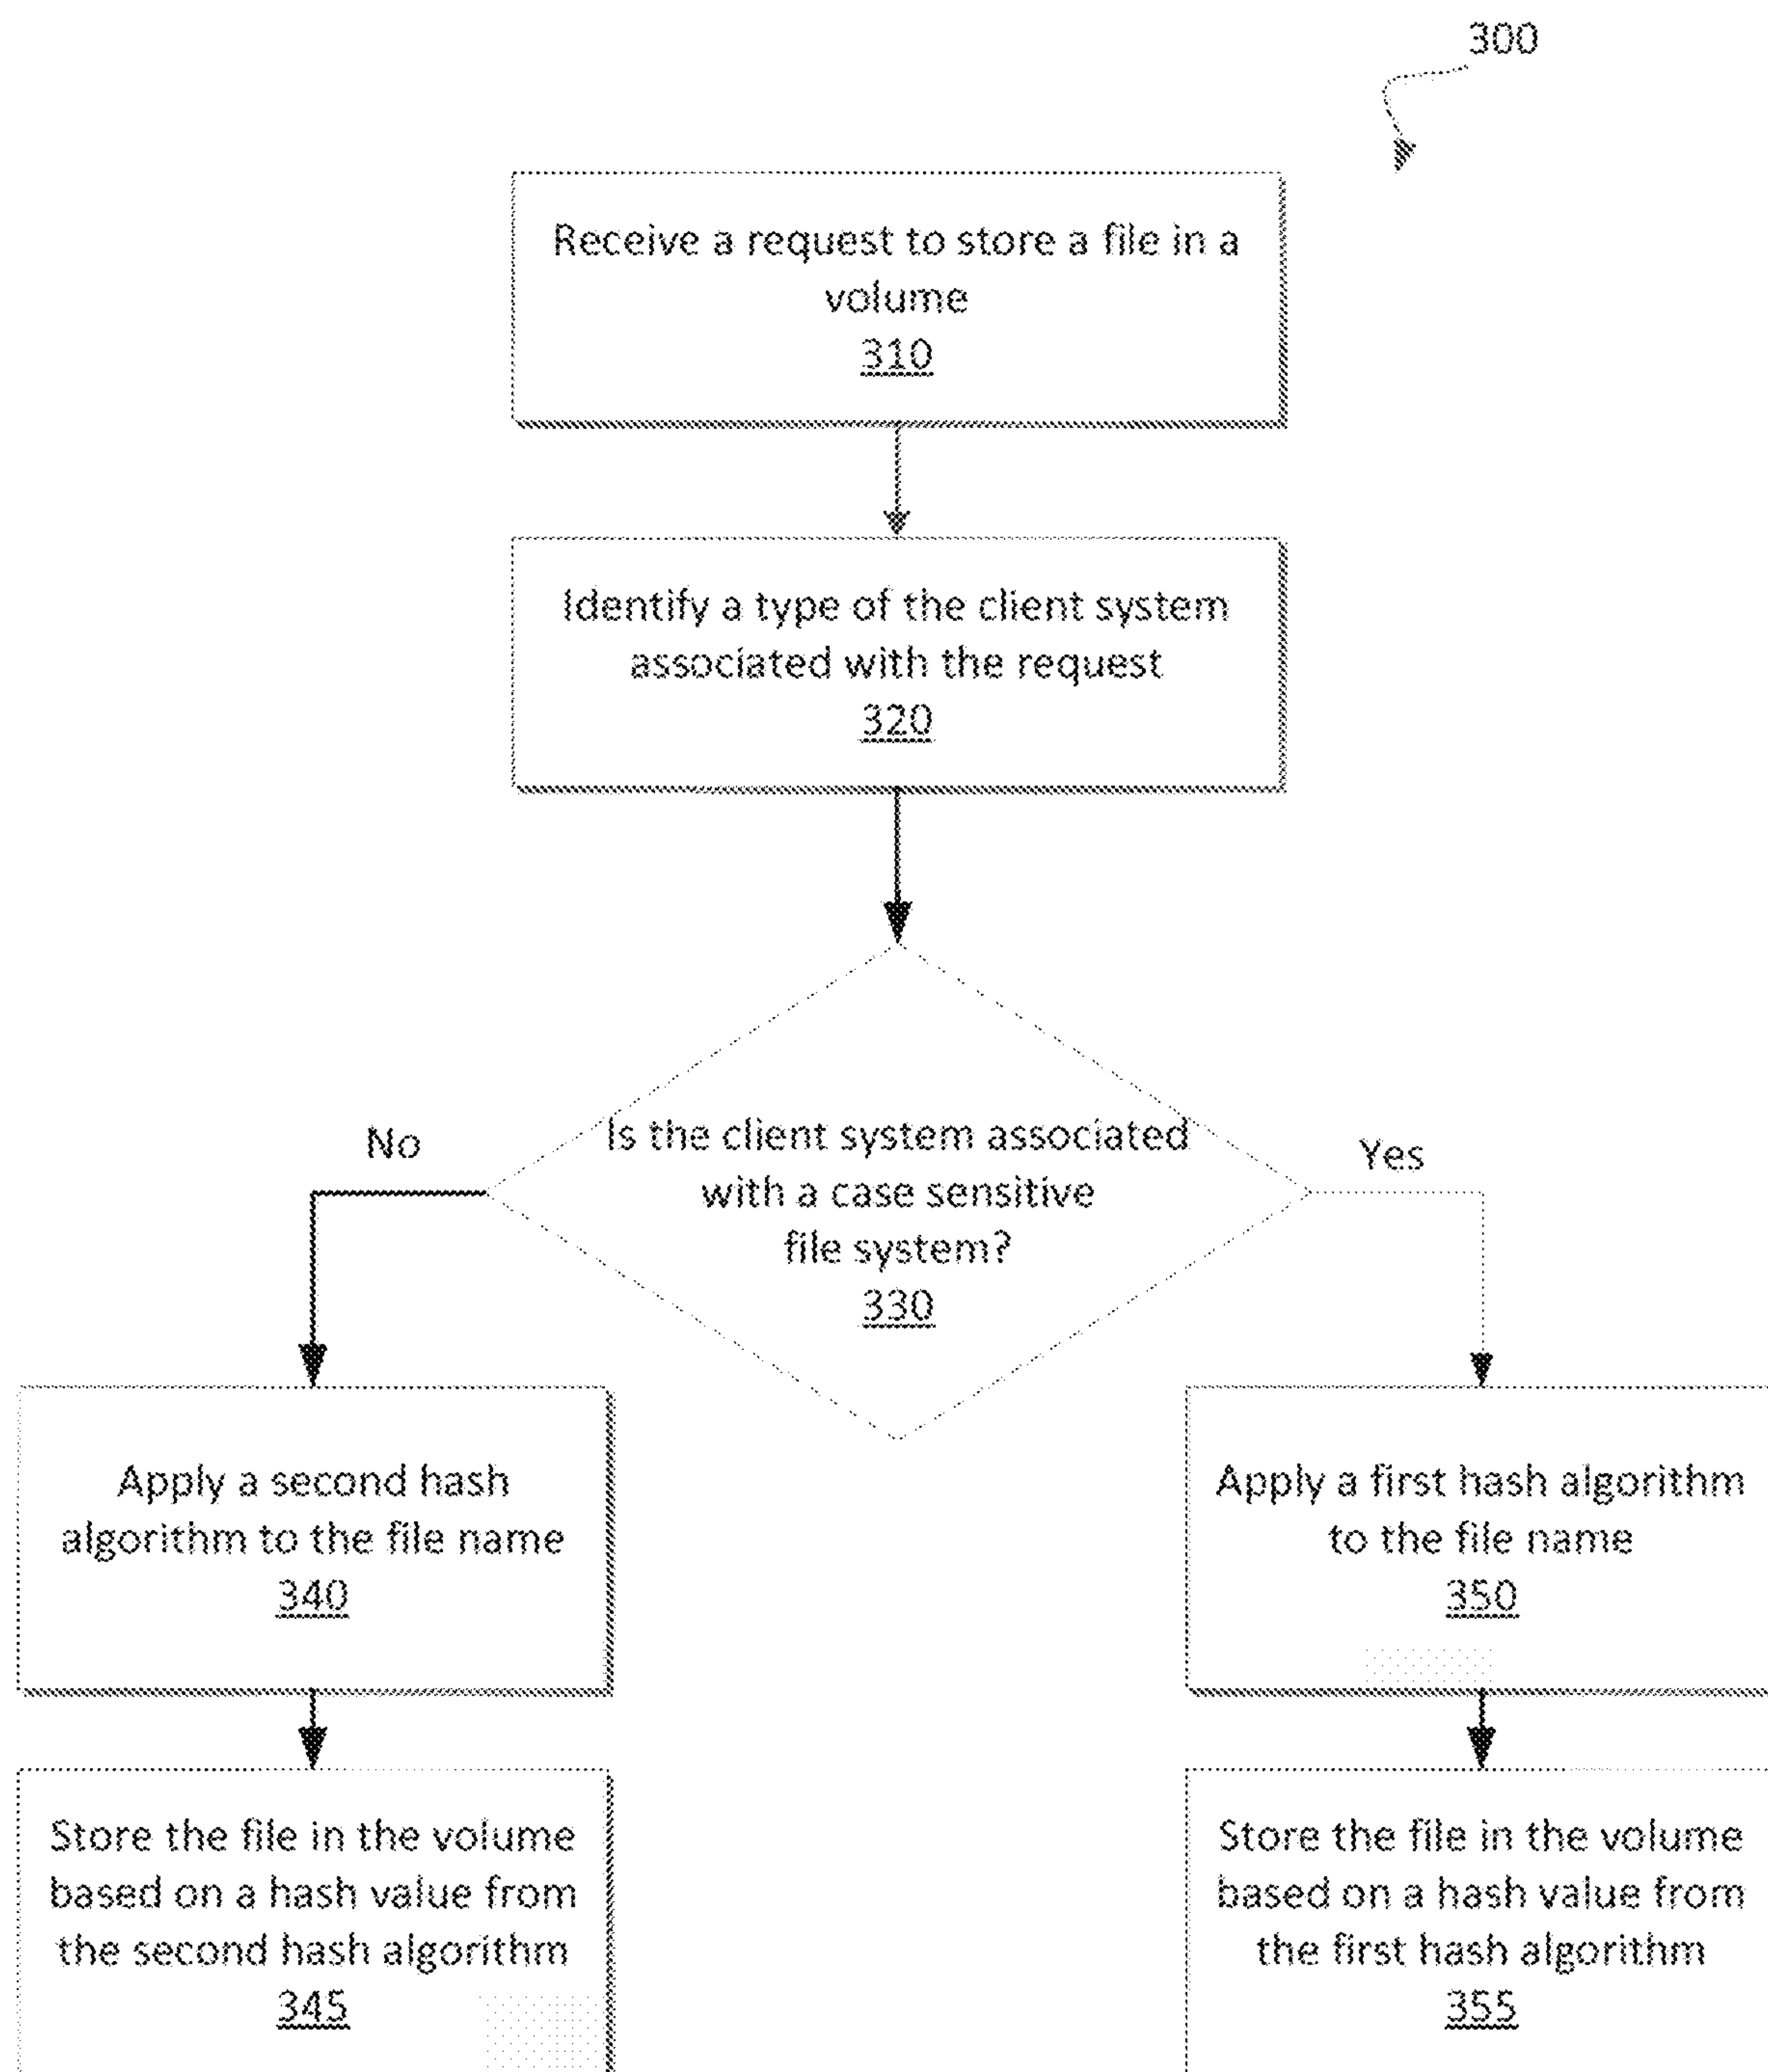 300
Receive a request to store a file in a
volume
310
Identify a type of the client system
associated with the request
320
Is the client system associated
with a case sensitive
file system?
330
No
Yes
Apply a second hash
algorithm to the file name
340
Apply a first hash algorithm
to the file name
350
Store the file in the volume
based on a hash value from
the second hash algorithm
345
Store the file in the volume
based on a hash value from
the first hash algorithm
355